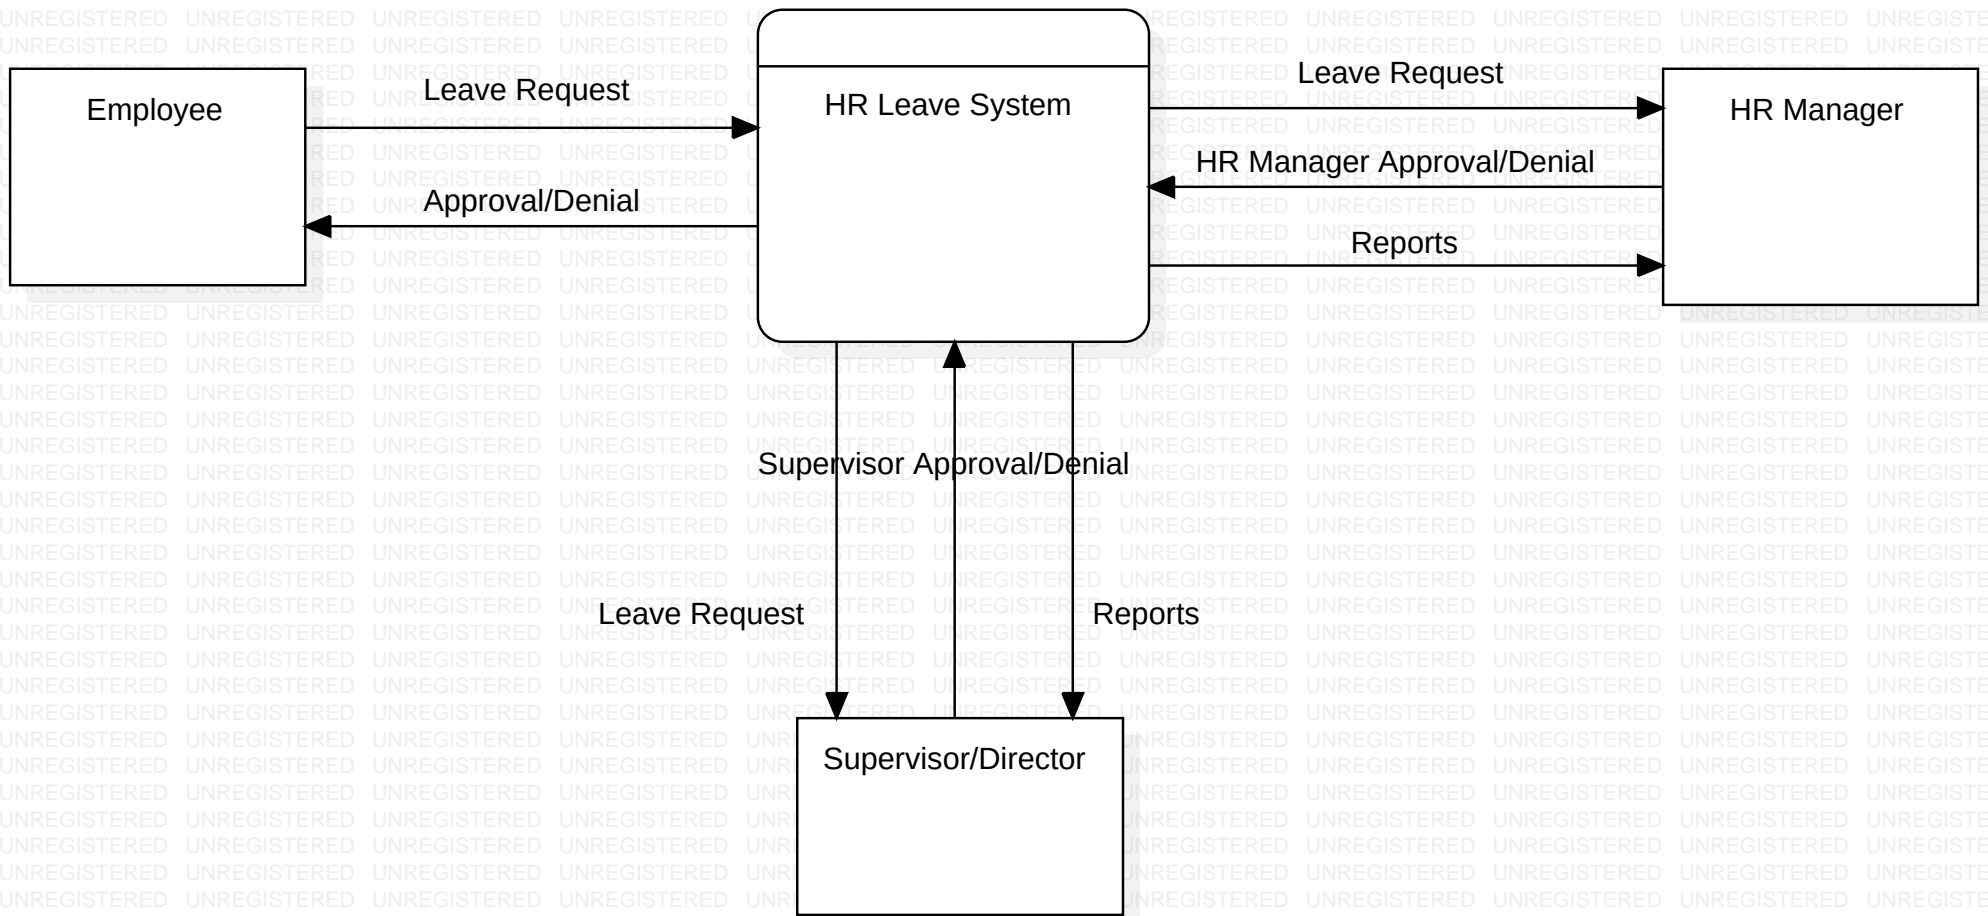 Employee
Leave Request
Approval/Denial
HR Leave System
Leave Request
HR Manager Approval/Denial
Reports
HR Manager
Supervisor Approval/Denial
Leave Request
Reports
Supervisor/Director
UNREGISTERED